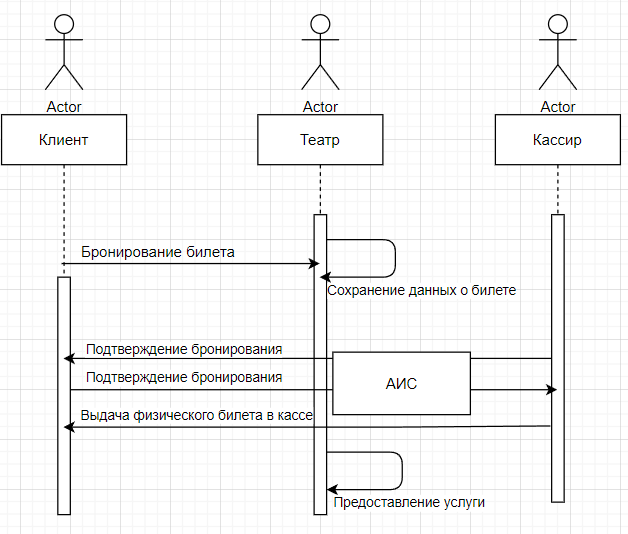 Actor
Actor
Actor
Клиент
Театр
Кассир
Бронирование билета
Сохранение данных о билете
Подтверждение бронирования
АИС
Подтверждение бронирования
Выдача физического билета в кассе
Предоставление услуги